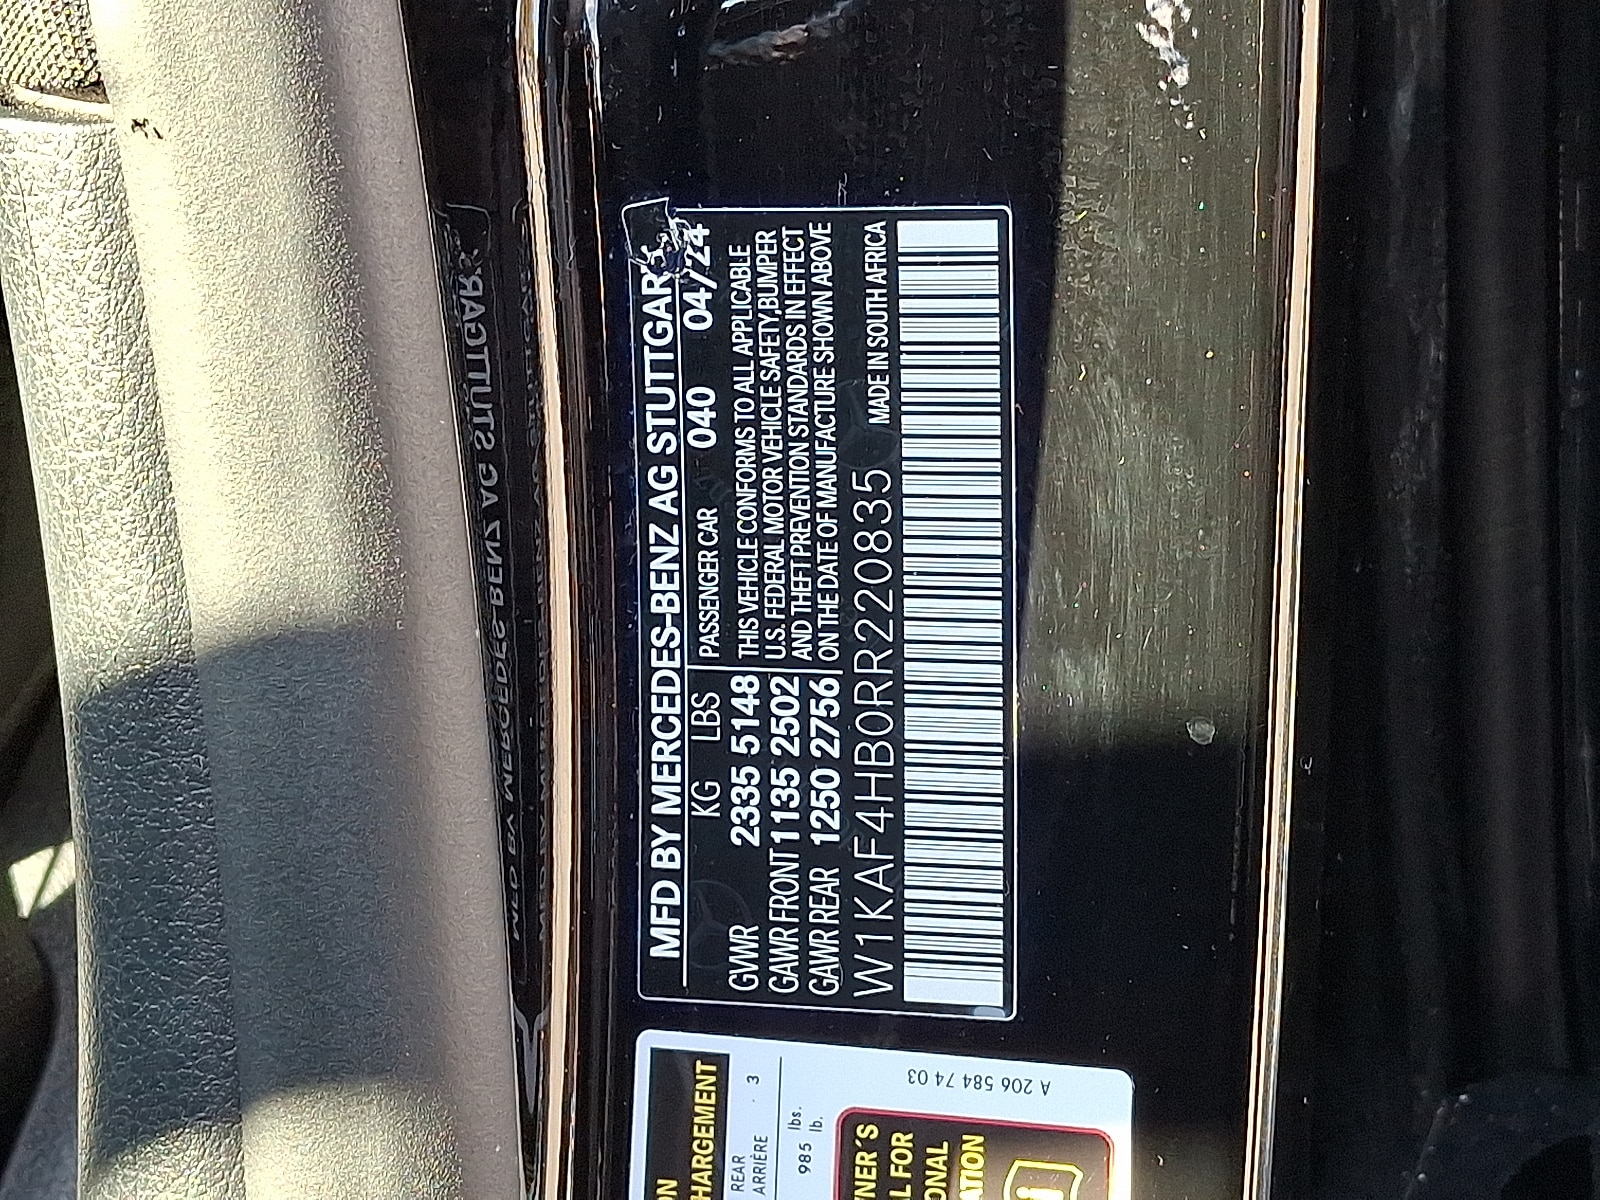 MFD BY MERCEDES-BENZ AG STUTTGART
KG LBS
GVWR 2335 5148
GAWR FRONT 1135 2502
GAWR REAR 1250 2756
PASSENGER CAR 040 04/24
THIS VEHICLE CONFORMS TO ALL APPLICABLE
U.S. FEDERAL MOTOR VEHICLE SAFETY,BUMPER
AND THEFT PREVENTION STANDARDS IN EFFECT
ON THE DATE OF MANUFACTURE SHOWN ABOVE
W1KAF4HB0RR220835 MADE IN SOUTH AFRICA
HARGEMENT
REAR
ARRIÈRE 3
985 lbs.
lb.
A 206 584 74 03